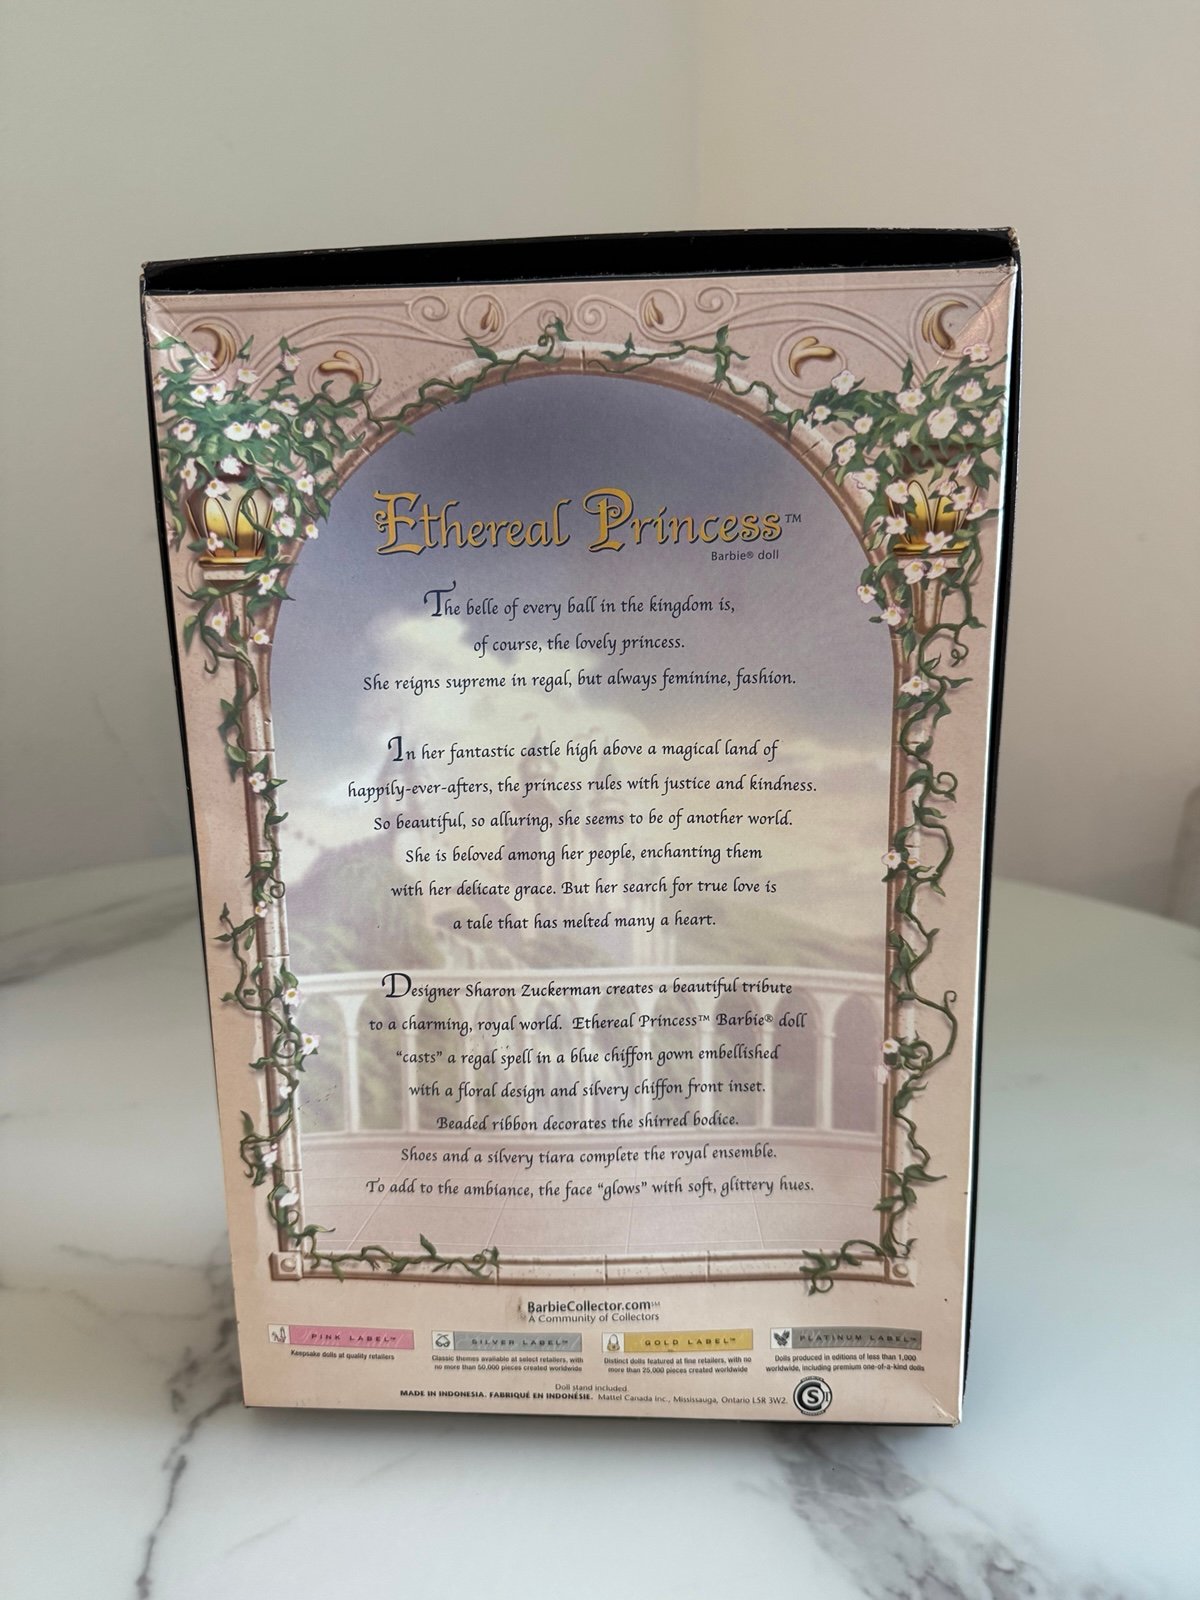 Ethereal Princess™
Barbie® doll
The belle of every ball in the kingdom is,
of course, the lovely princess.
She reigns supreme in regal, but always feminine, fashion.
In her fantastic castle high above a magical land of
happily-ever-afters, the princess rules with justice and kindness.
So beautiful, so alluring, she seems to be of another world.
She is beloved among her people, enchanting them
with her delicate grace. But her search for true love is
a tale that has melted many a heart.
Designer Sharon Zuckerman creates a beautiful tribute
to a charming, royal world. Ethereal Princess™ Barbie® doll
“casts” a regal spell in a blue chiffon gown embellished
with a floral design and silvery chiffon front inset.
Beaded ribbon decorates the shirred bodice.
Shoes and a silvery tiara complete the royal ensemble.
To add to the ambiance, the face “glows” with soft, glittery hues.
BarbieCollector.com℠
A Community of Collectors
PINK LABEL™
Keepsake dolls at quality retailers
SILVER LABEL™
Classic themes available at select retailers, with
no more than 50,000 pieces created worldwide
GOLD LABEL™
Distinct dolls featured at fine retailers, with no
more than 25,000 pieces created worldwide
PLATINUM LABEL™
Dolls produced in editions of less than 1,000
worldwide, including premium one-of-a-kind dolls
Doll stand included.
MADE IN INDONESIA. FABRIQUÉ EN INDONÉSIE. Mattel Canada Inc., Mississauga, Ontario L5R 3W2.